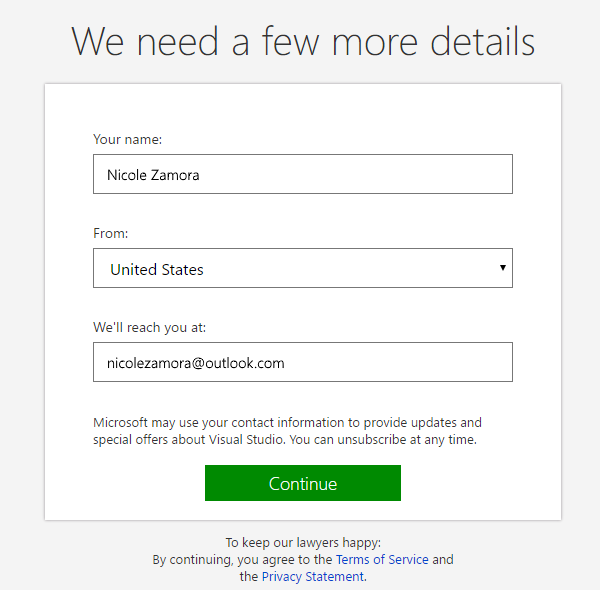 We need a few more details
Your name:
Nicole Zamora
From:
United States
We'll reach you at:
nicolezamora@outlook.com
Microsoft may use your contact information to provide updates and
special offers about Visual Studio. You can unsubscribe at any time.
Continue
To keep our lawyers happy:
By continuing, you agree to the Terms of Service and
the Privacy Statement.